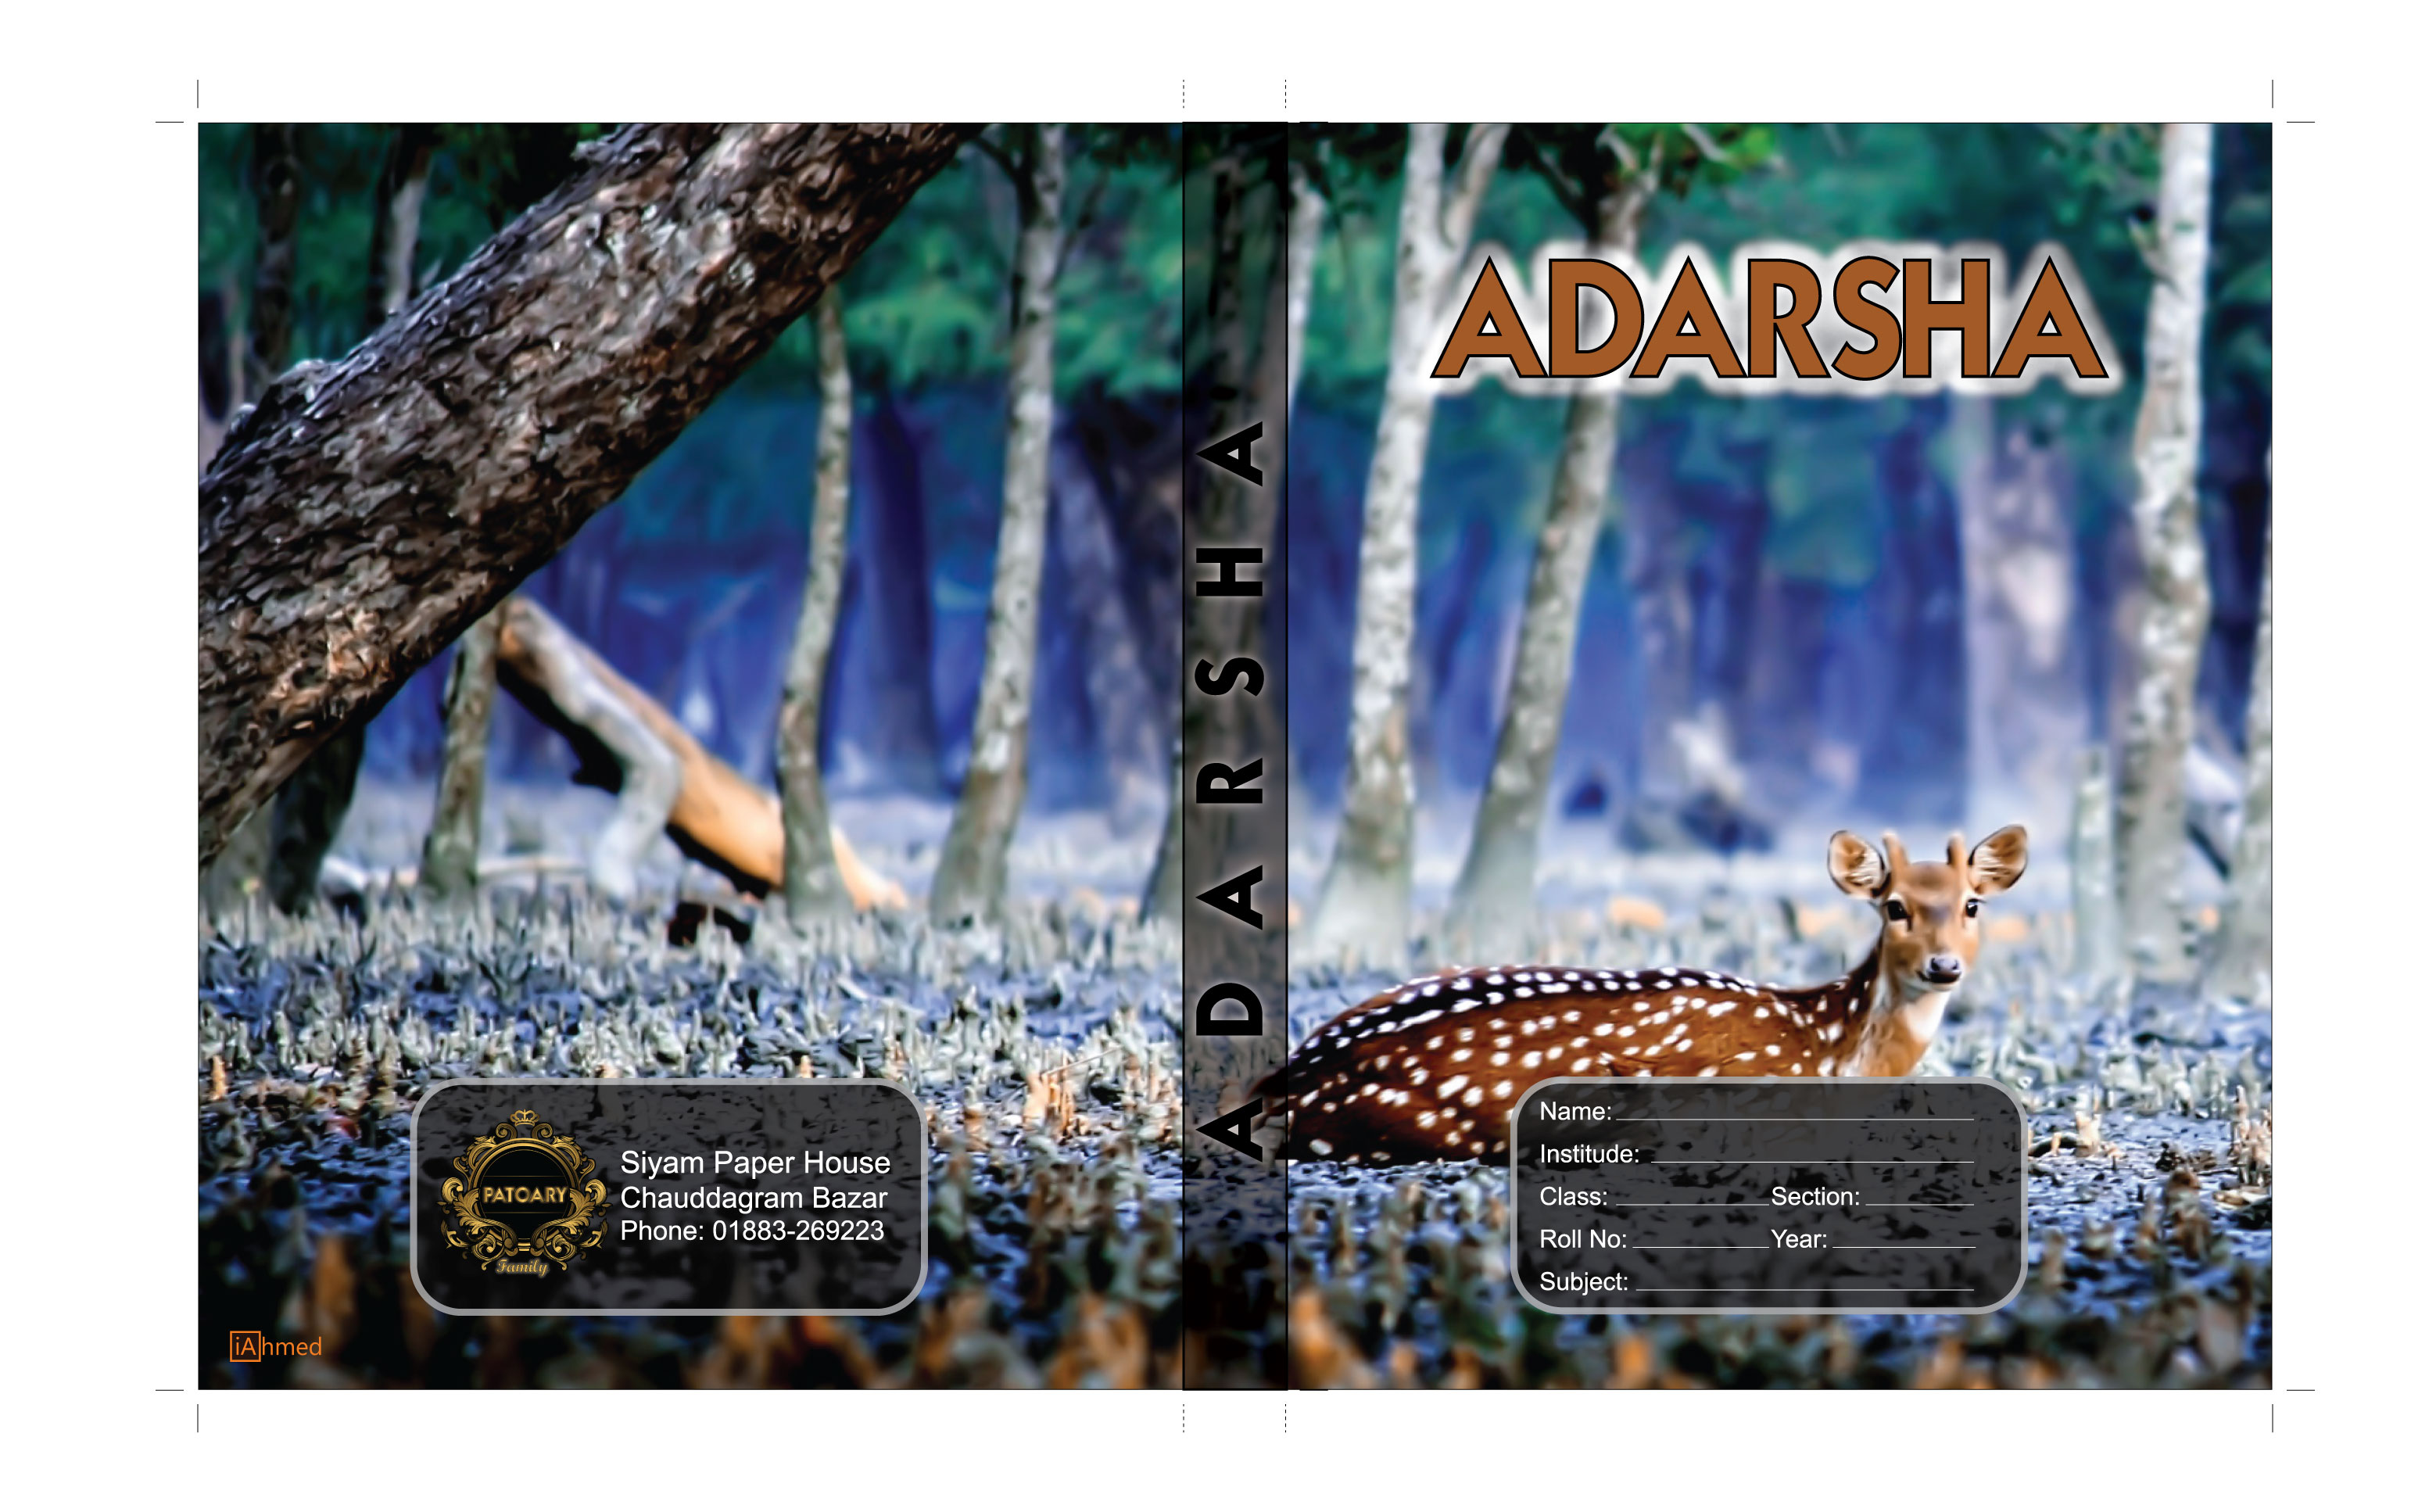 PATOARY
Family
Siyam Paper House
Chauddagram Bazar
Phone: 01883-269223
iAhmed
ADARSHA
ADARSHA
Name:
Institude:
Class: Section:
Roll No: Year:
Subject: